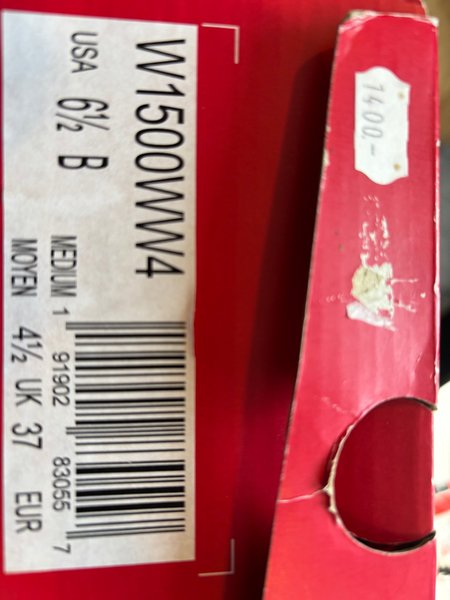 W1500WW4
USA 6½ B
MEDIUM
MOYEN 4½ UK 37 EUR
1 91902 83055 7
1400.-